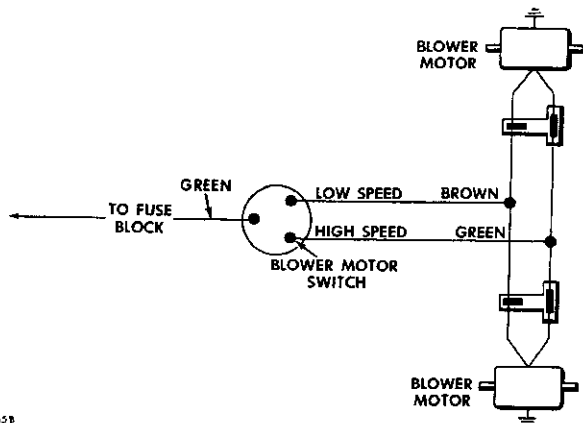 BLOWER
MOTOR
GREEN
LOW SPEED BROWN
TO FUSE
BLOCK
HIGH SPEED GREEN
BLOWER MOTOR
SWITCH
BLOWER
MOTOR